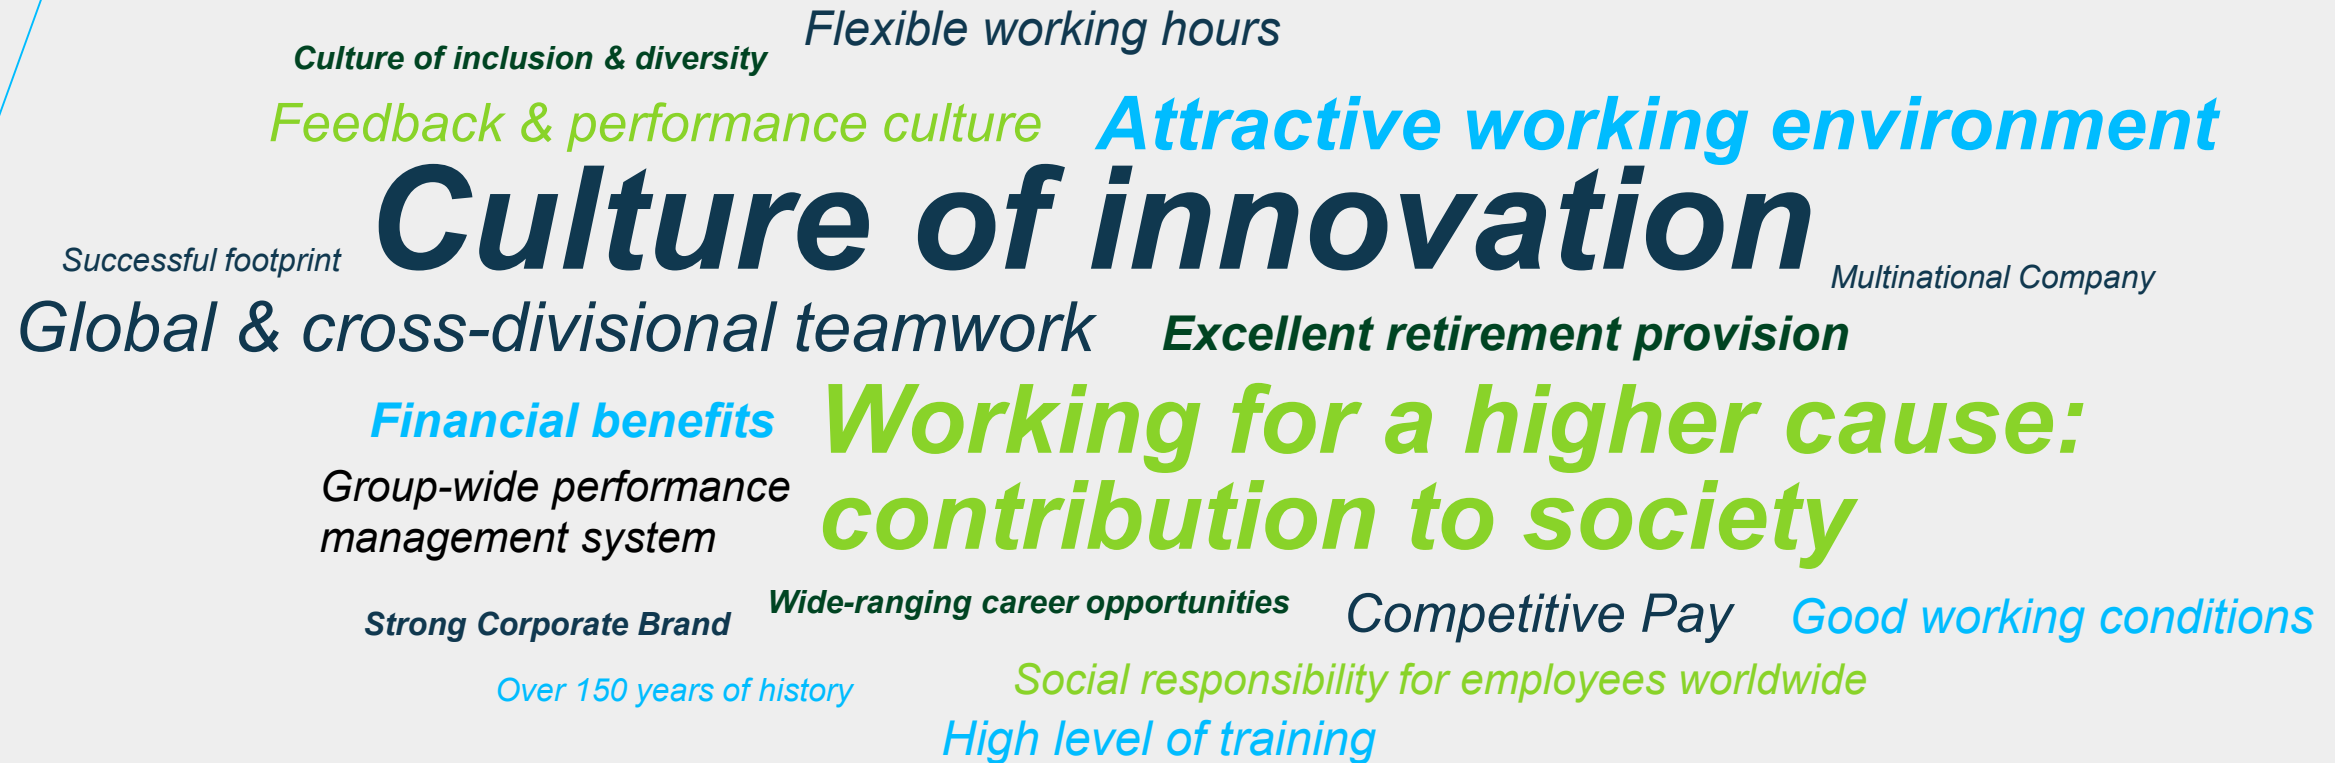 Flexible working hours
Culture of inclusion & diversity
Feedback & performance culture
Attractive working environment
Culture of innovation
Successful footprint
Multinational Company
Global & cross-divisional teamwork
Excellent retirement provision
Financial benefits
Working for a higher cause:
contribution to society
Group-wide performance
management system
Wide-ranging career opportunities
Strong Corporate Brand
Competitive Pay
Good working conditions
Over 150 years of history
Social responsibility for employees worldwide
High level of training